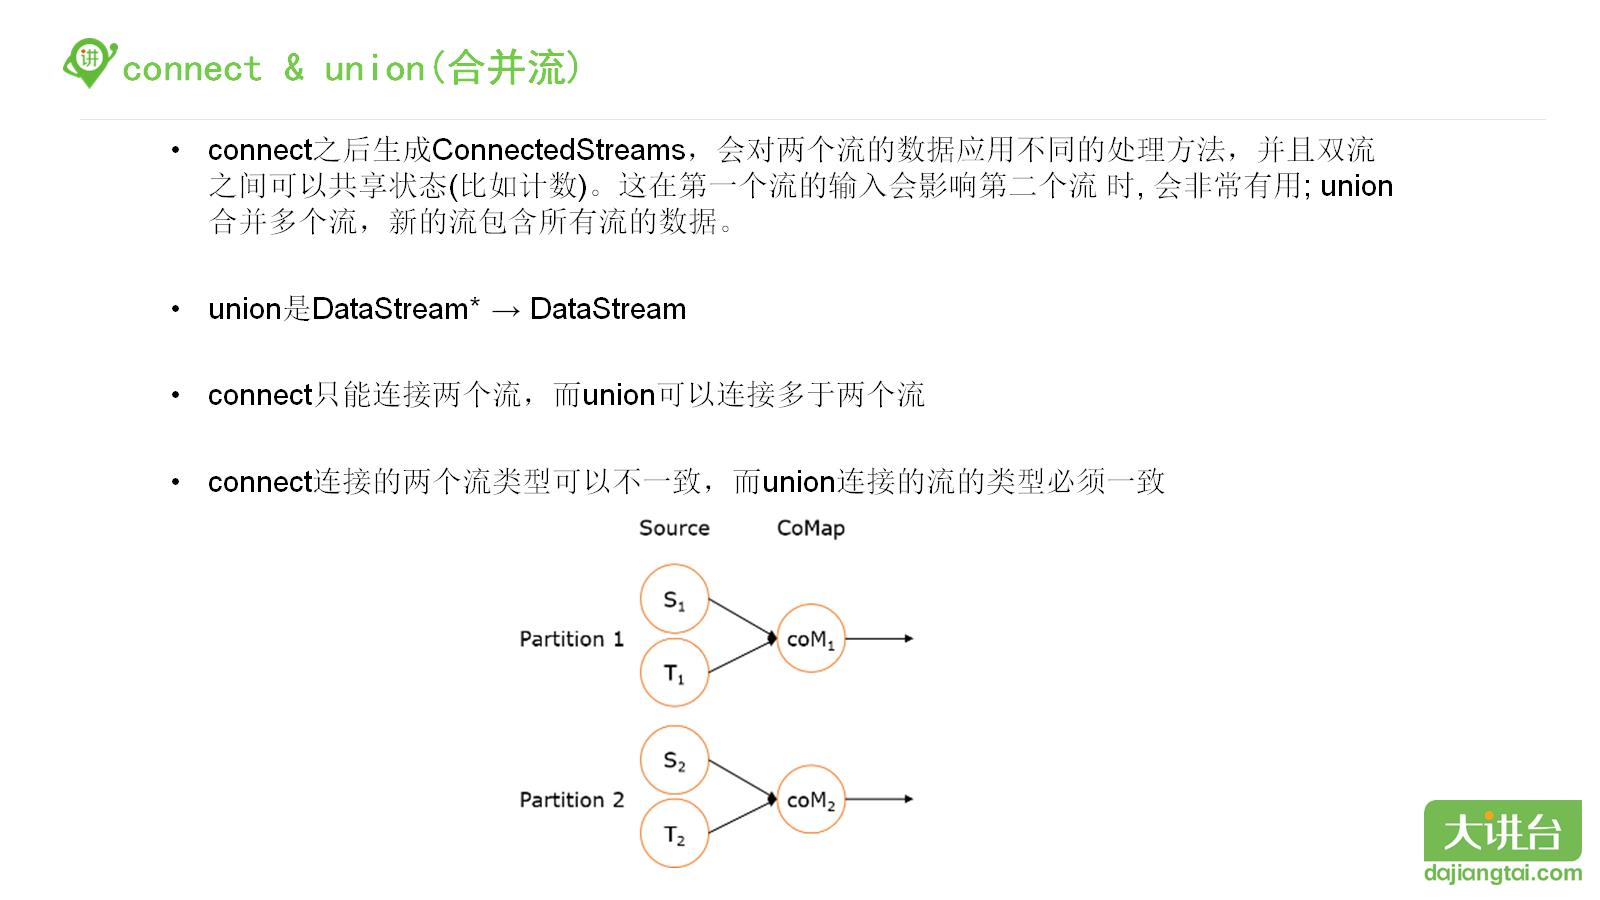 讲
connect & union(合并流)
• connect之后生成ConnectedStreams，会对两个流的数据应用不同的处理方法，并且双流
之间可以共享状态(比如计数)。这在第一个流的输入会影响第二个流 时, 会非常有用; union
合并多个流，新的流包含所有流的数据。
• union是DataStream* → DataStream
• connect只能连接两个流，而union可以连接多于两个流
• connect连接的两个流类型可以不一致，而union连接的流的类型必须一致
Source CoMap
S1
Partition 1 coM1
T1
S2
Partition 2 coM2
T2
大讲台
dajiangtai.com